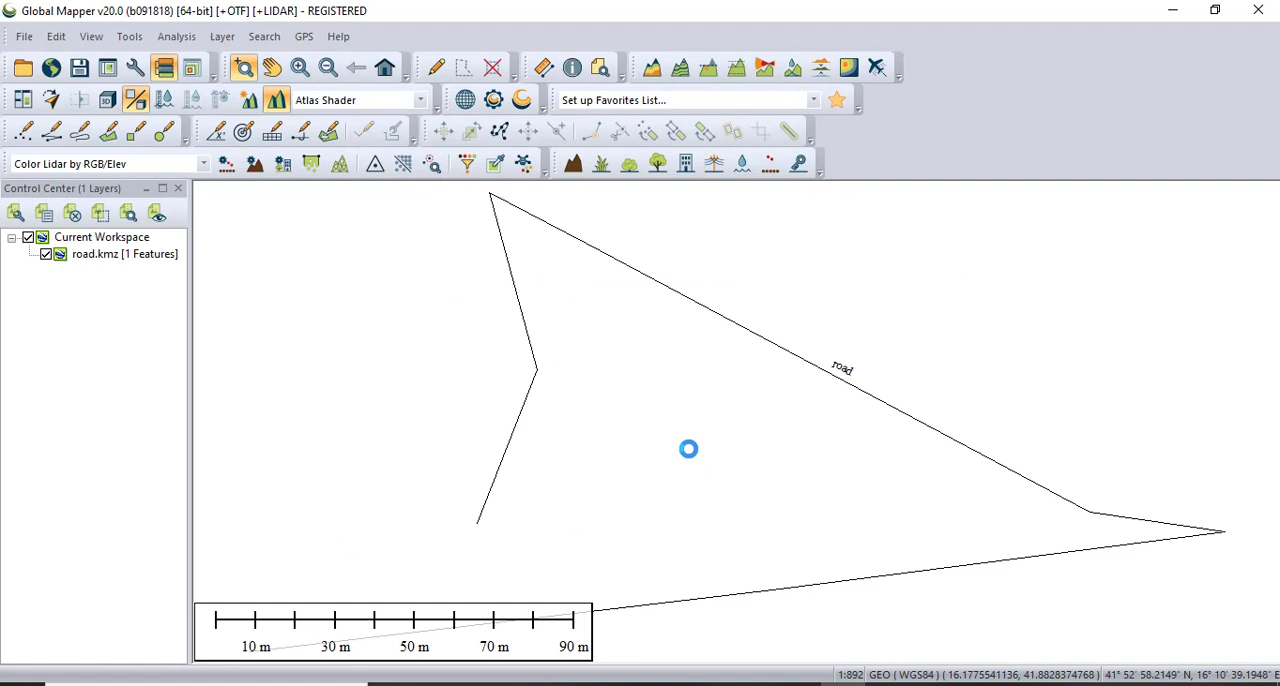 Global Mapper v20.0 (b091818) [64-bit] [+OTF] [+LIDAR] - REGISTERED
File Edit View Tools Analysis Layer Search GPS Help
Atlas Shader Set up Favorites List...
Color Lidar by RGB/Elev
Control Center (1 Layers)
Current Workspace
road.kmz [1 Features]
road
10 m 30 m 50 m 70 m 90 m
1:892 GEO ( WGS84 ) ( 16.1775541136, 41.8828374768 ) 41° 52' 58.2149" N, 16° 10' 39.1948" E